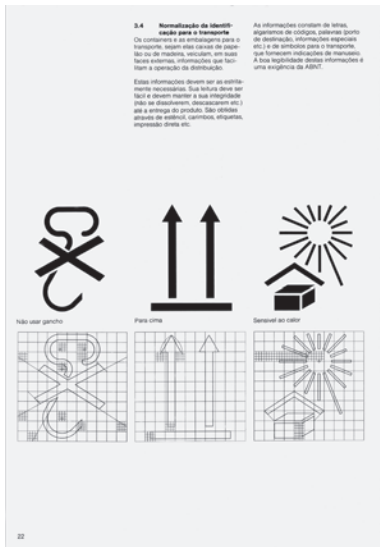 3.4 Normalização da identifi-
cação para o transporte
Os containers e as embalagens para o
transporte, sejam elas caixas de pape-
lão ou de madeira, veiculam, em suas
faces externas, informações que faci-
litam a operação da distribuição.
Estas informações devem ser as estrita-
mente necessárias. Sua leitura deve ser
fácil e devem manter a sua integridade
(não se dissolverem, descascarem etc.)
até a entrega do produto. São obtidas
através de estêncil, carimbos, etiquetas,
impressão direta etc.
As informações constam de letras,
algarismos de códigos, palavras (porto
de destinação, informações especiais
etc.) e de símbolos para o transporte,
que fornecem indicações de manuseio.
A boa legibilidade destas informações é
uma exigência da ABNT.
Não usar gancho
Para cima
Sensível ao calor
22